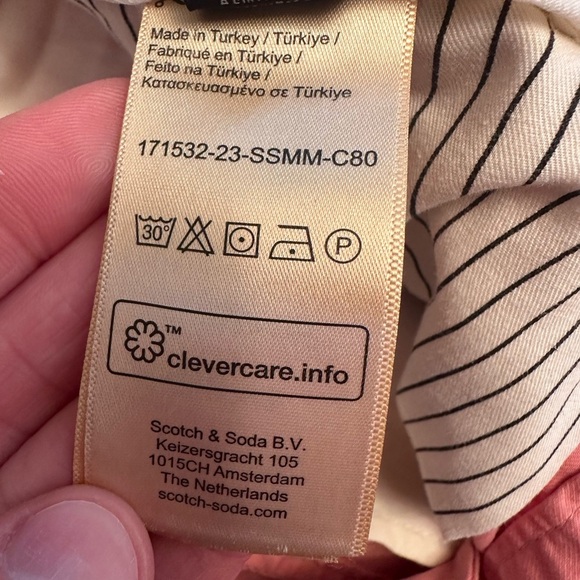 Made in Turkey / Türkiye /
Fabriqué en Türkiye /
Feito na Türkiye /
Κατασκευασμένο σε Türkiye
171532-23-SSMM-C80
30° P
™
clevercare.info
Scotch & Soda B.V.
Keizersgracht 105
1015CH Amsterdam
The Netherlands
scotch-soda.com